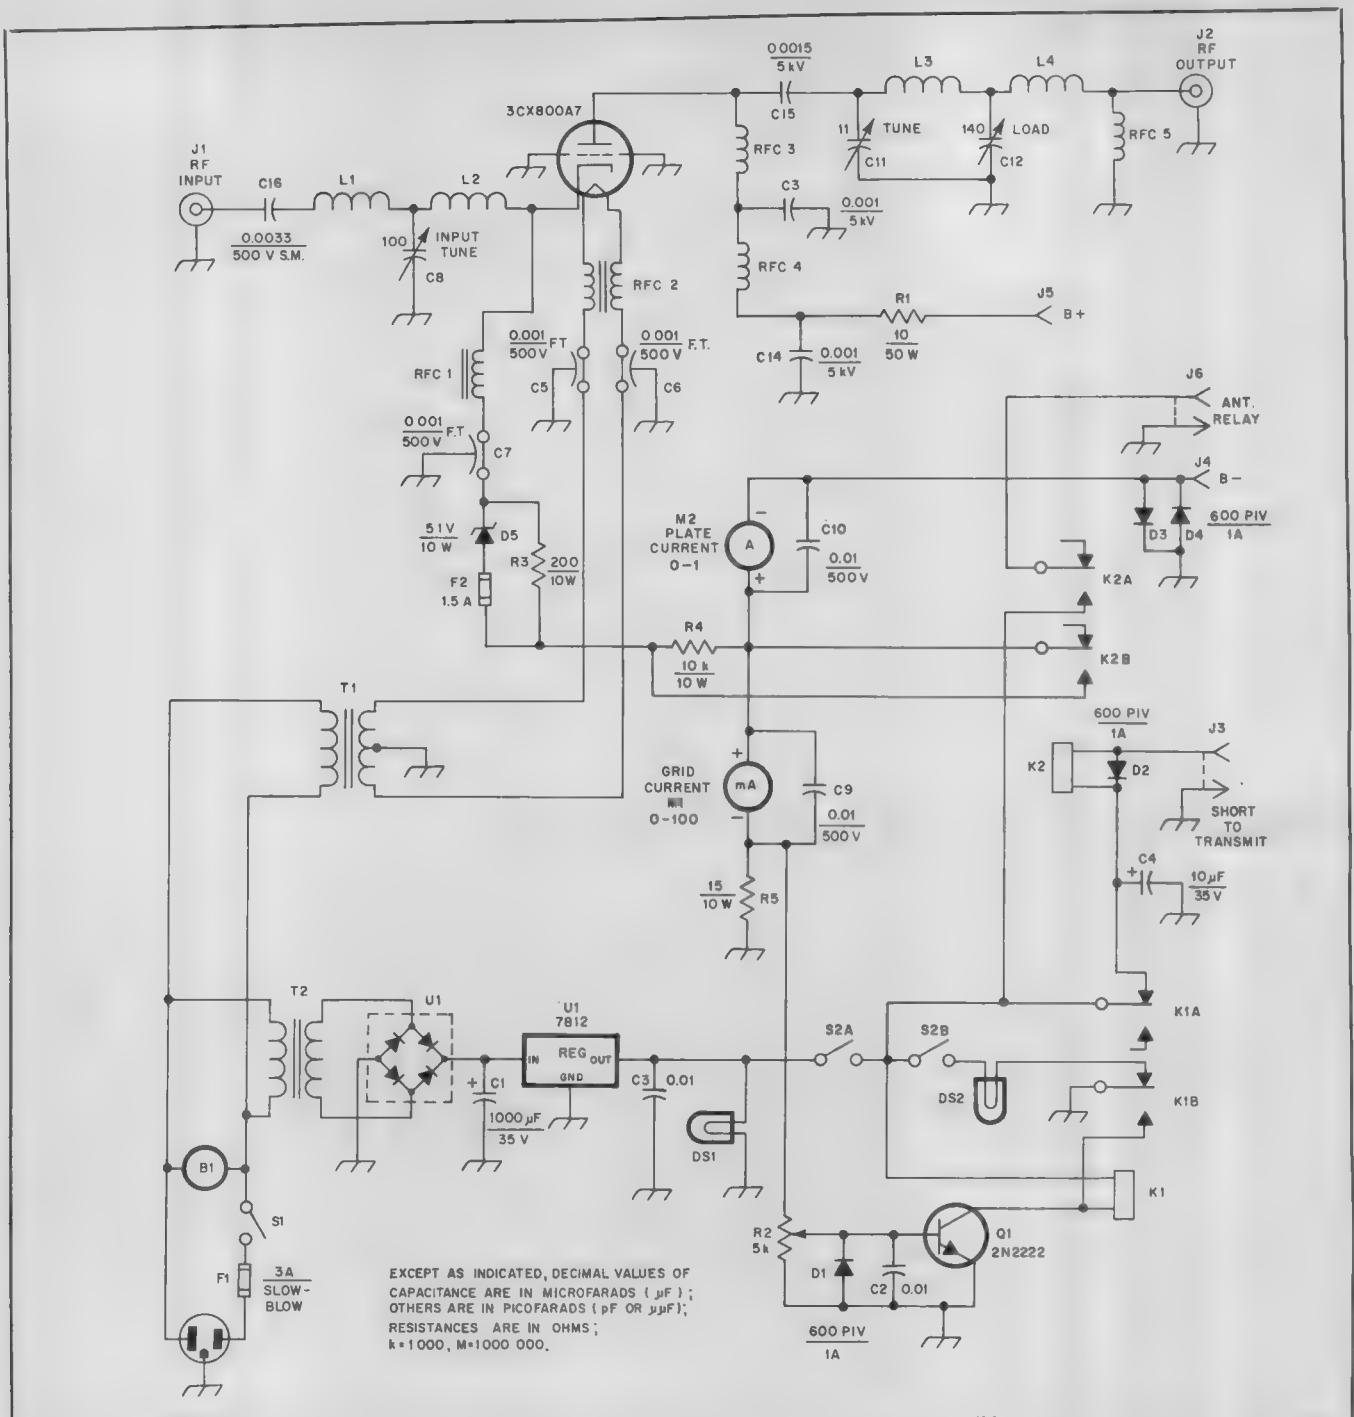 J2
RF
OUTPUT
0.0015
5 kV
C15
L3
L4
3CX800A7
11
TUNE
C11
140
LOAD
C12
RFC 5
J1
RF
INPUT
C16
L1
L2
RFC 3
C3
0.001
5 kV
0.0033
500 V S.M.
100
INPUT
TUNE
C8
RFC 2
RFC 4
R1
10
50 W
J5
B+
0.001
500 V
FT
C5
0.001
500 V
F.T.
C6
C14
0.001
5 kV
RFC 1
J6
ANT.
RELAY
0.001
500 V
F.T
C7
J4
B-
5.1 V
10 W
D5
M2
PLATE
CURRENT
0-1
-
A
+
C10
0.01
500 V
D3
D4
600 PIV
1A
R3
200
10W
F2
1.5 A
K2A
R4
10 k
10 W
K2B
T1
600 PIV
1A
J3
K2
D2
GRID
CURRENT
0-100
+
mA
-
C9
0.01
500 V
SHORT
TO
TRANSMIT
C4
+
10 µF
35 V
15
10 W
R5
T2
U1
U1
7812
IN
REG
OUT
GND
S2A
S2B
K1A
+
C1
1000 µF
35 V
C3
0.01
DS1
DS2
K1B
B1
K1
S1
R2
5k
Q1
2N2222
D1
C2
0.01
F1
3A
SLOW-
BLOW
600 PIV
1A
EXCEPT AS INDICATED, DECIMAL VALUES OF
CAPACITANCE ARE IN MICROFARADS ( µF ) ;
OTHERS ARE IN PICOFARADS ( pF OR µµF);
RESISTANCES ARE IN OHMS ;
k=1000, M=1000 000.